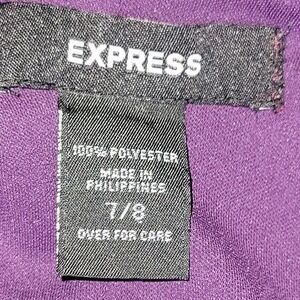 EXPRESS
100% POLYESTER
MADE IN
PHILIPPINES
7/8
OVER FOR CARE